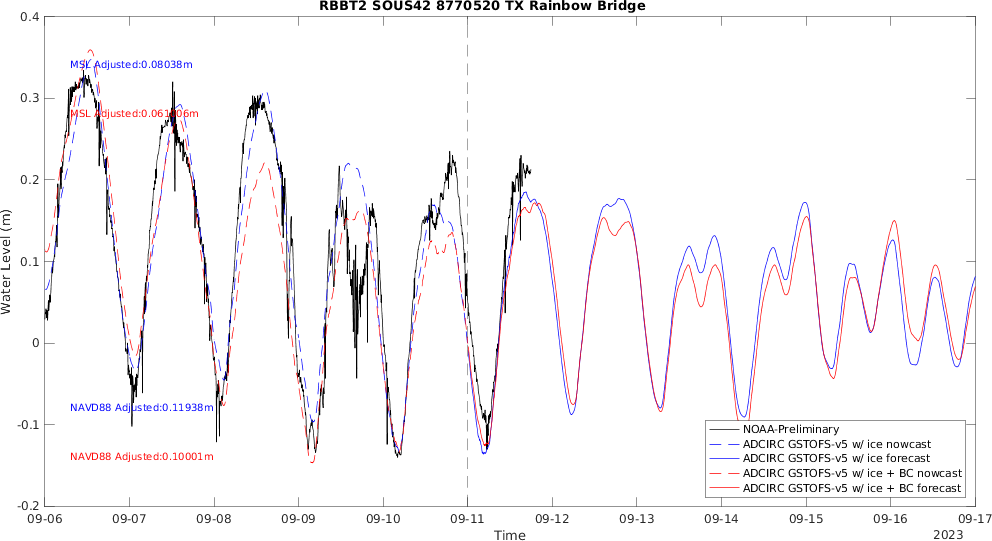 RBBT2 SOUS42 8770520 TX Rainbow Bridge
Water Level (m)
0.4
0.3
0.2
0.1
0
-0.1
-0.2
MSL Adjusted:0.08038m
NAVD88 Adjusted:0.11938m
NAVD88 Adjusted:0.10001m
NOAA-Preliminary
ADCIRC GSTOFS-v5 w/ ice nowcast
ADCIRC GSTOFS-v5 w/ ice forecast
ADCIRC GSTOFS-v5 w/ ice + BC nowcast
ADCIRC GSTOFS-v5 w/ ice + BC forecast
09-06 09-07 09-08 09-09 09-10 09-11 09-12 09-13 09-14 09-15 09-16 09-17
Time
2023